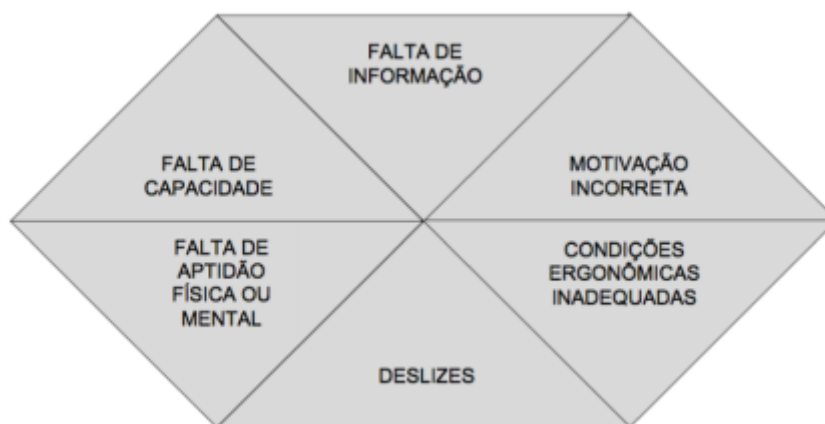 FALTA DE
INFORMAÇÃO
FALTA DE
CAPACIDADE
MOTIVAÇÃO
INCORRETA
FALTA DE
APTIDÃO
FÍSICA OU
MENTAL
CONDIÇÕES
ERGONÔMICAS
INADEQUADAS
DESLIZES